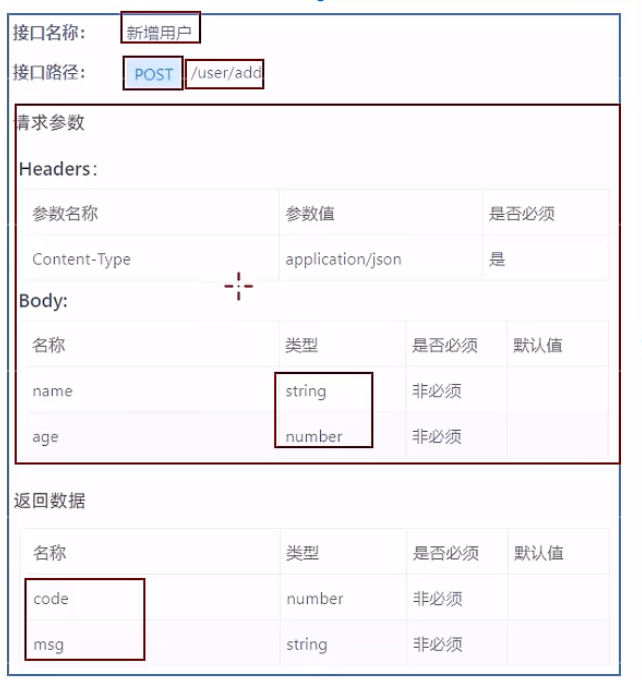 接口名称： 新增用户
接口路径： POST /user/add
请求参数
Headers：
参数名称 参数值 是否必须
Content-Type application/json 是
Body:
名称 类型 是否必须 默认值
name string 非必须
age number 非必须
返回数据
名称 类型 是否必须 默认值
code number 非必须
msg string 非必须